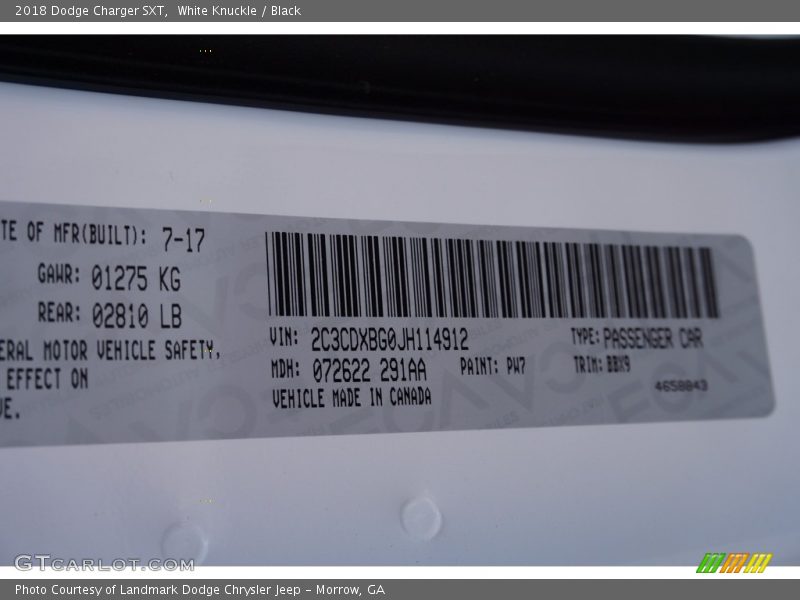 2018 Dodge Charger SXT, White Knuckle / Black
TE OF MFR(BUILT): 7-17
GAWR: 01275 KG
REAR: 02810 LB
ERAL MOTOR VEHICLE SAFETY,
EFFECT ON
VE.
VIN: 2C3CDXBG0JH114912 TYPE: PASSENGER CAR
MDH: 072622 291AA PAINT: PW7 TRIM: BBX9
VEHICLE MADE IN CANADA
4658843
GTCARLOT.COM
Photo Courtesy of Landmark Dodge Chrysler Jeep – Morrow, GA